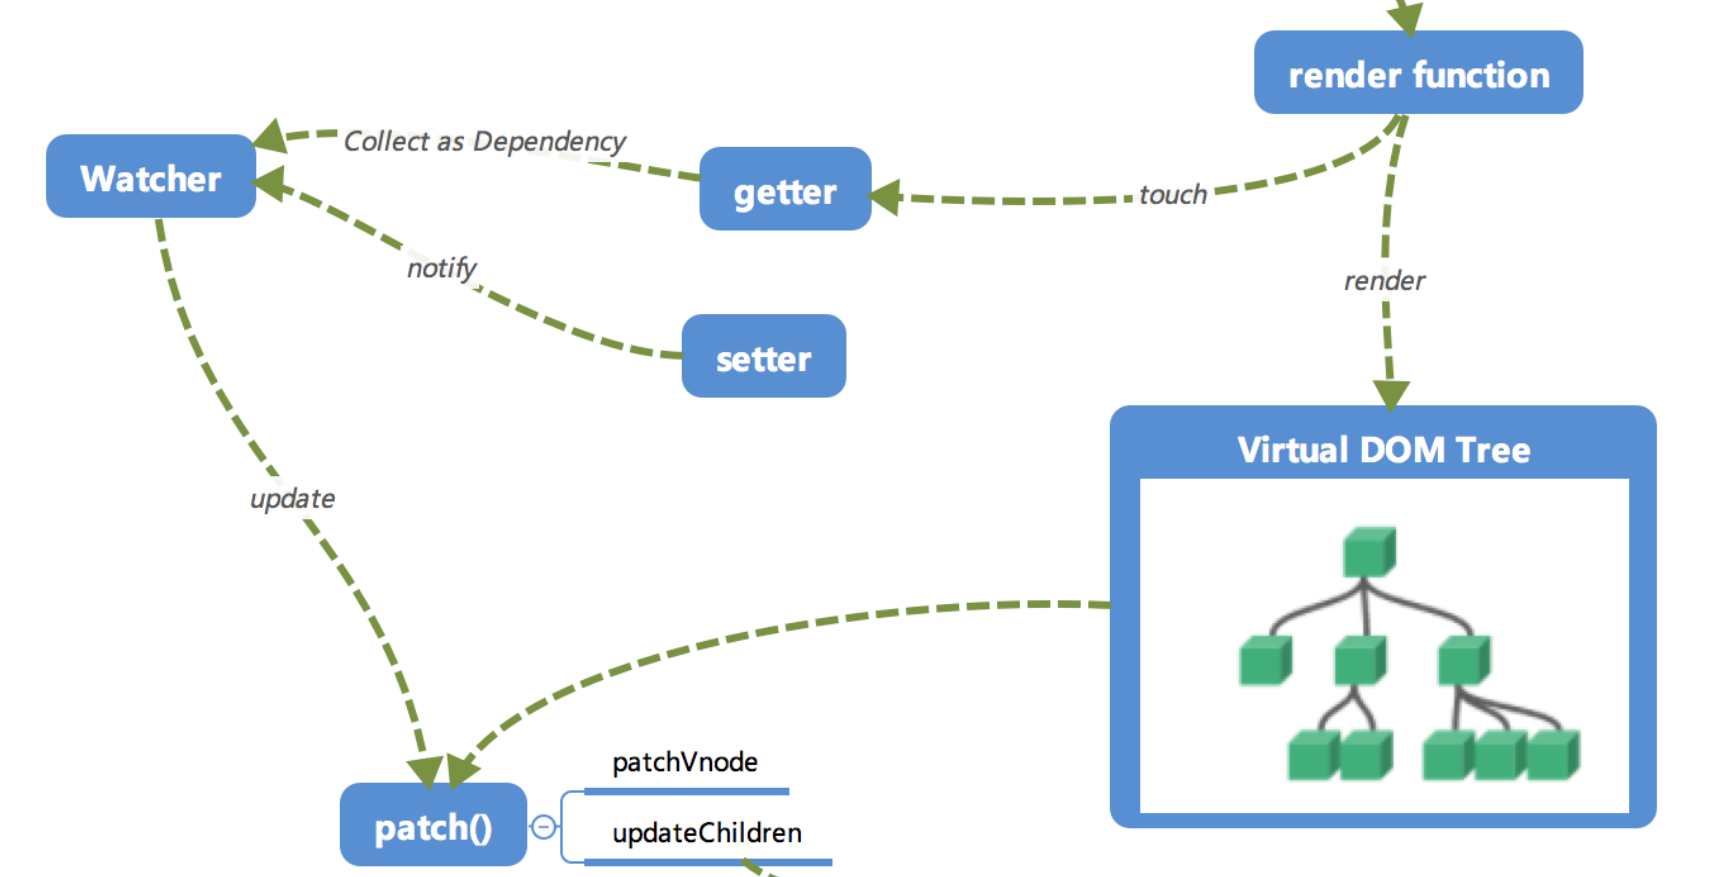 render function
Collect as Dependency
Watcher
getter
touch
notify
render
setter
Virtual DOM Tree
update
patchVnode
patch()
updateChildren